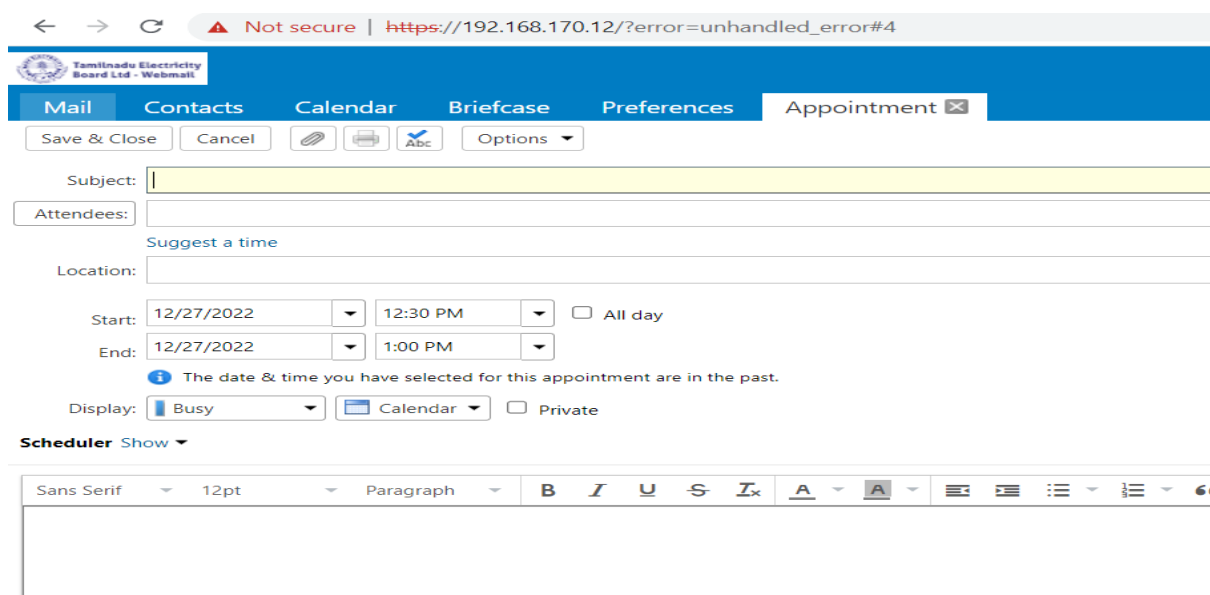 Not secure | https://192.168.170.12/?error=unhandled_error#4
Tamilnadu Electricity
Board Ltd - Webmail
Mail Contacts Calendar Briefcase Preferences Appointment
Save & Close Cancel Abc Options
Subject:
Attendees:
Suggest a time
Location:
Start: 12/27/2022 12:30 PM All day
End: 12/27/2022 1:00 PM
The date & time you have selected for this appointment are in the past.
Display: Busy Calendar Private
Scheduler Show
Sans Serif 12pt Paragraph B I U S Tx A A